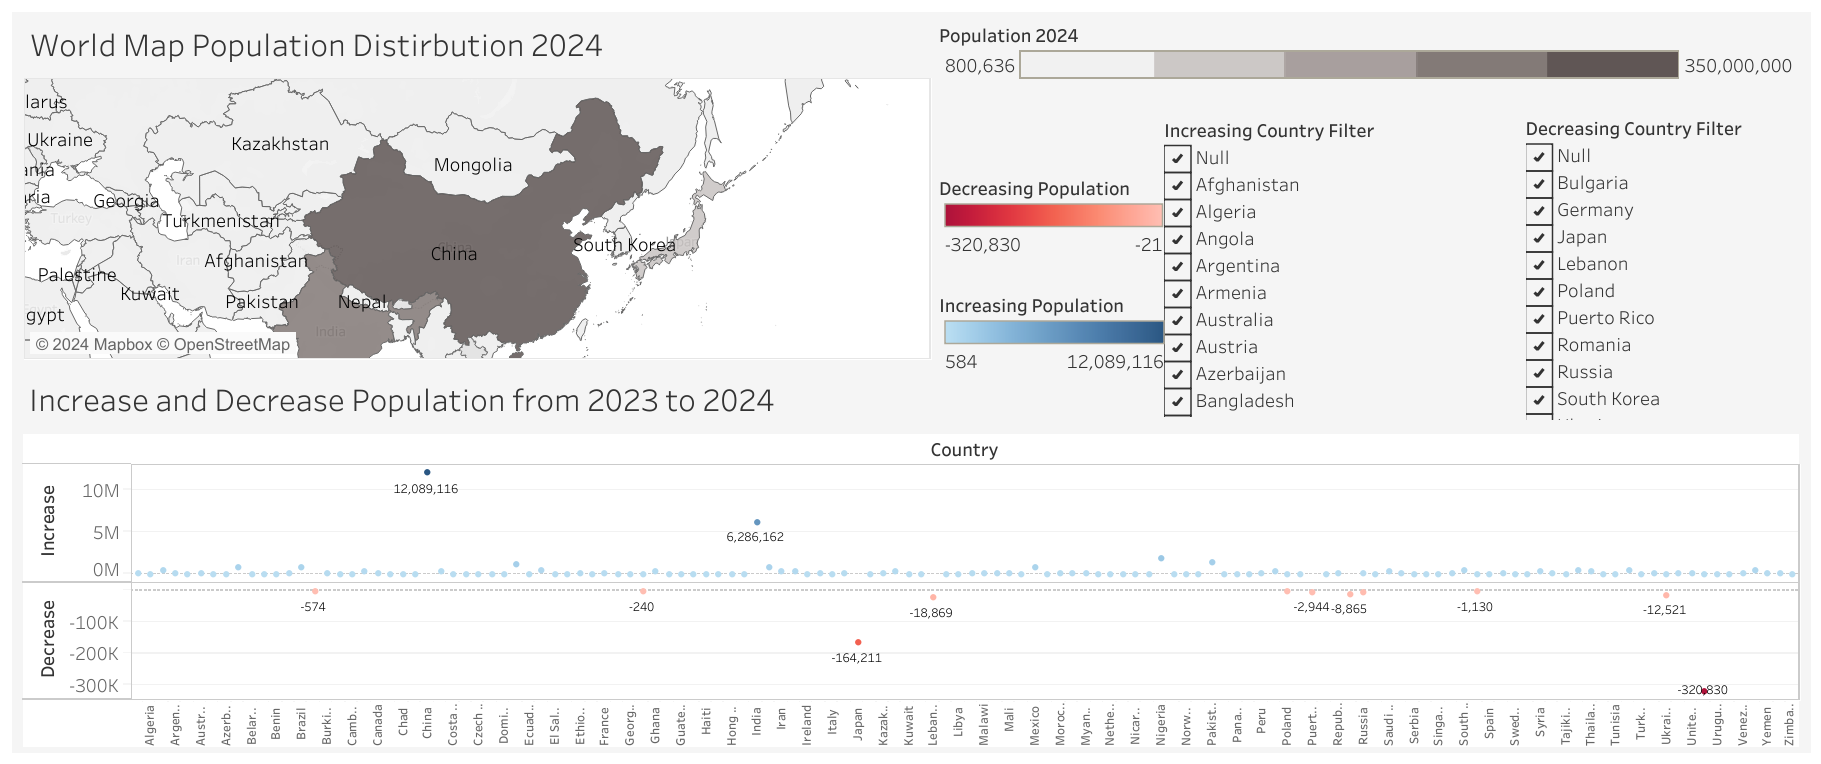 World Map Population Distirbution 2024
Population 2024
800,636
350,000,000
larus
Ukraine
Kazakhstan
Mongolia
ania
ria
Georgia
Turkey
Turkmenistan
South Korea
China
Iran
Afghanistan
Palestine
Kuwait
Pakistan
Nepal
Egypt
India
© 2024 Mapbox © OpenStreetMap
Decreasing Population
-320,830
-21
Increasing Population
584
12,089,116
Increasing Country Filter
Null
Afghanistan
Algeria
Angola
Argentina
Armenia
Australia
Austria
Azerbaijan
Bangladesh
Decreasing Country Filter
Null
Bulgaria
Germany
Japan
Lebanon
Poland
Puerto Rico
Romania
Russia
South Korea
Increase and Decrease Population from 2023 to 2024
Country
Increase
10M
5M
0M
12,089,116
6,286,162
Decrease
-100K
-200K
-300K
-574
-240
-18,869
-164,211
-2,944
-8,865
-1,130
-12,521
-320,830
Algeria
Argen..
Austr..
Azerb..
Belar..
Benin
Brazil
Burki..
Camb..
Canada
Chad
China
Costa ..
Czech ..
Domi..
Ecuad..
El Sal..
Ethio..
France
Georg..
Ghana
Guate..
Haiti
Hong ..
India
Iran
Ireland
Italy
Japan
Kazak..
Kuwait
Leban..
Libya
Malawi
Mali
Mexico
Moroc..
Myan..
Nethe..
Nicar..
Nigeria
Norw..
Pakist..
Pana..
Peru
Poland
Puert..
Repub..
Russia
Saudi ..
Serbia
Singa..
South ..
Spain
Swed..
Syria
Tajiki..
Thaila..
Tunisia
Turk..
Ukrai..
Unite..
Urugu..
Venez..
Yemen
Zimba..